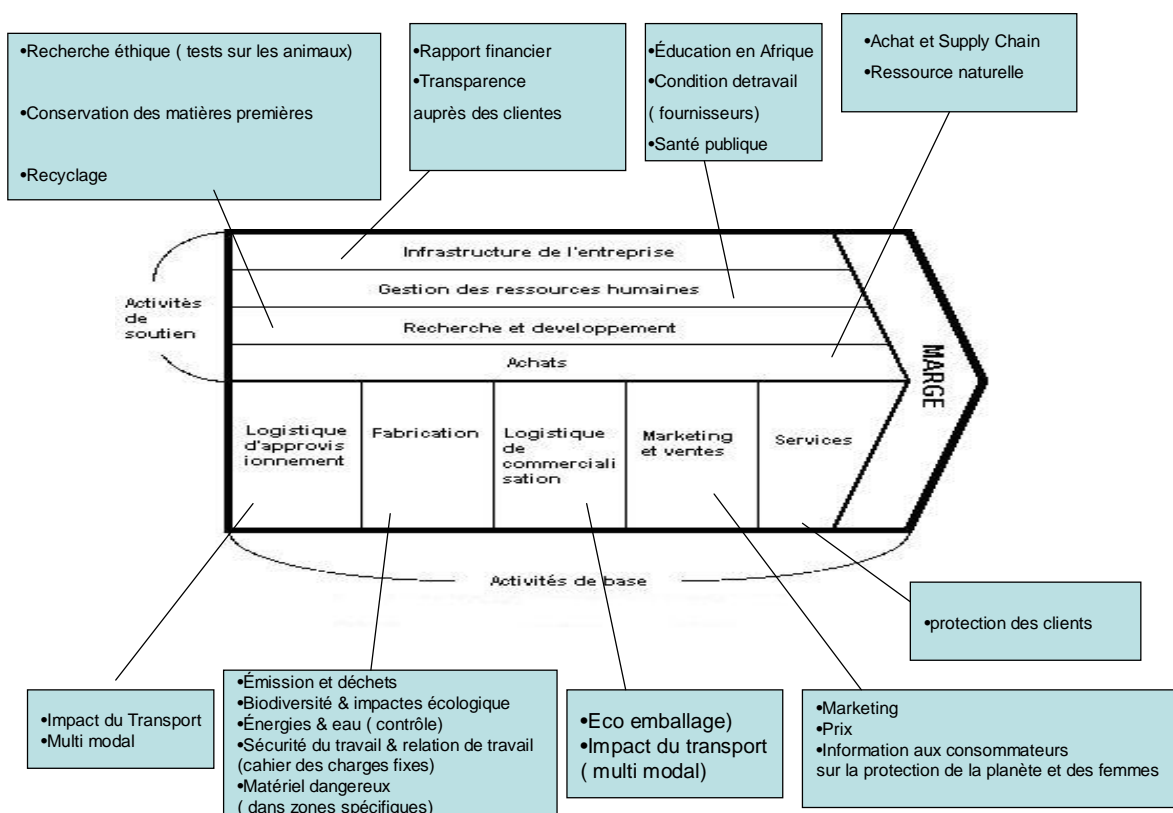 •Recherche éthique ( tests sur les animaux)
•Conservation des matières premières
•Recyclage
•Rapport financier
•Transparence
auprès des clientes
•Éducation en Afrique
•Condition detravail
( fournisseurs)
•Santé publique
•Achat et Supply Chain
•Ressource naturelle
Activités
de
soutien
Infrastructure de l'entreprise
Gestion des ressources humaines
Recherche et developpement
Achats
MARGE
Logistique
d'approvis
ionnement
Fabrication
Logistique
de
commerciali
sation
Marketing
et ventes
Services
Activités de base
•Impact du Transport
•Multi modal
•Émission et déchets
•Biodiversité & impactes écologique
•Énergies & eau ( contrôle)
•Sécurité du travail & relation de travail
(cahier des charges fixes)
•Matériel dangereux
( dans zones spécifiques)
•Eco emballage)
•Impact du transport
( multi modal)
•Marketing
•Prix
•Information aux consommateurs
sur la protection de la planète et des femmes
•protection des clients